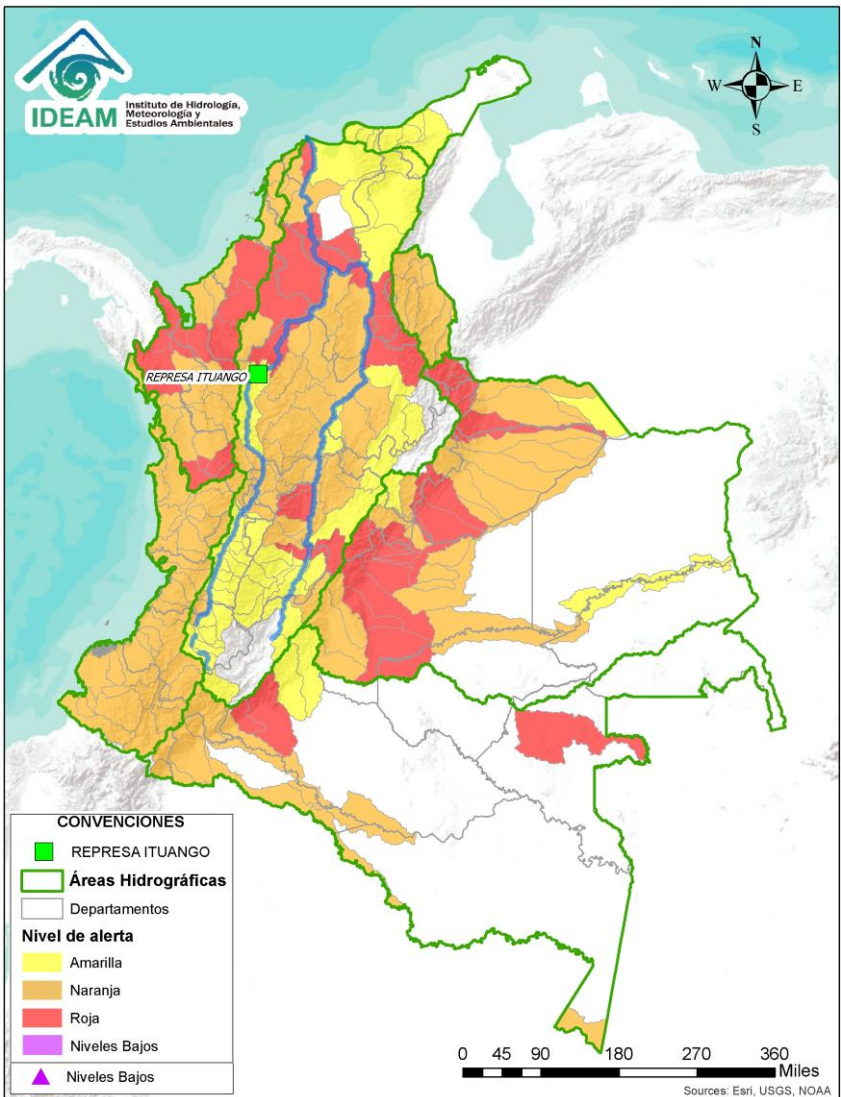 IDEAM
Instituto de Hidrología,
Meteorología y
Estudios Ambientales
N
W
E
S
REPRESA ITUANGO
CONVENCIONES
REPRESA ITUANGO
Áreas Hidrográficas
Departamentos
Nivel de alerta
Amarilla
Naranja
Roja
Niveles Bajos
Niveles Bajos
0 45 90 180 270 360
Miles
Sources: Esri, USGS, NOAA